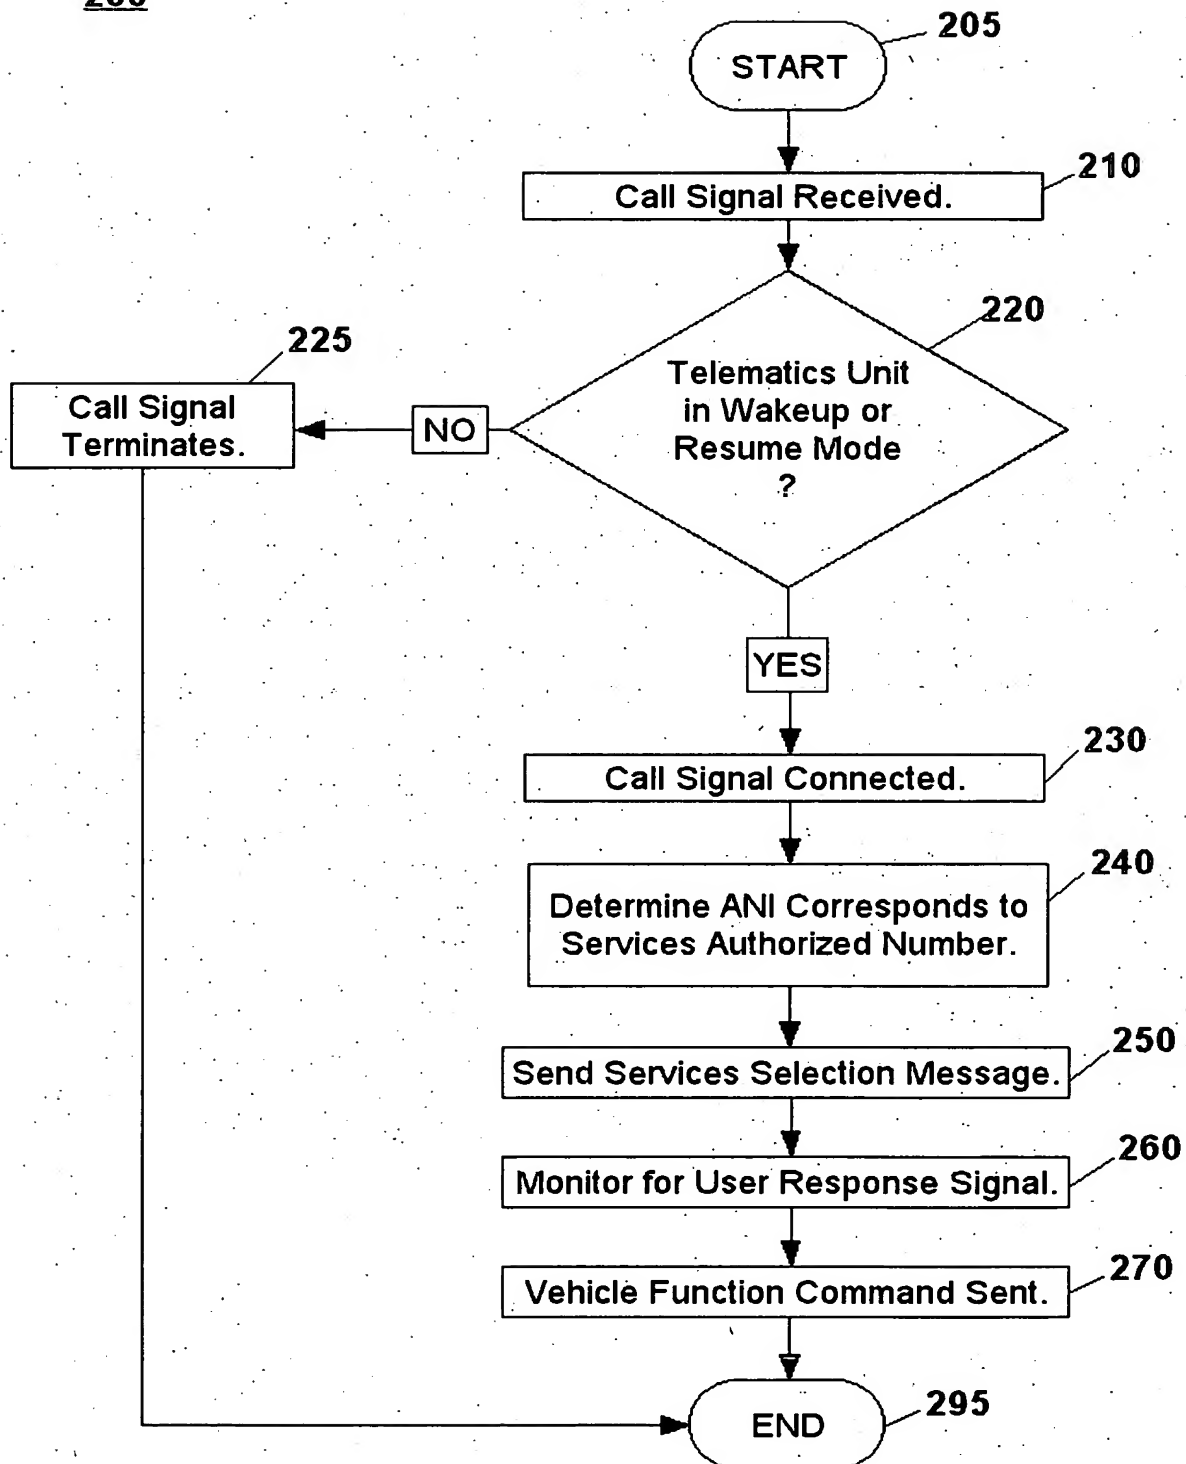 205
START
210
Call Signal Received.
220
Telematics Unit
in Wakeup or
Resume Mode
?
225
Call Signal
Terminates.
NO
YES
230
Call Signal Connected.
240
Determine ANI Corresponds to
Services Authorized Number.
250
Send Services Selection Message.
260
Monitor for User Response Signal.
270
Vehicle Function Command Sent.
295
END